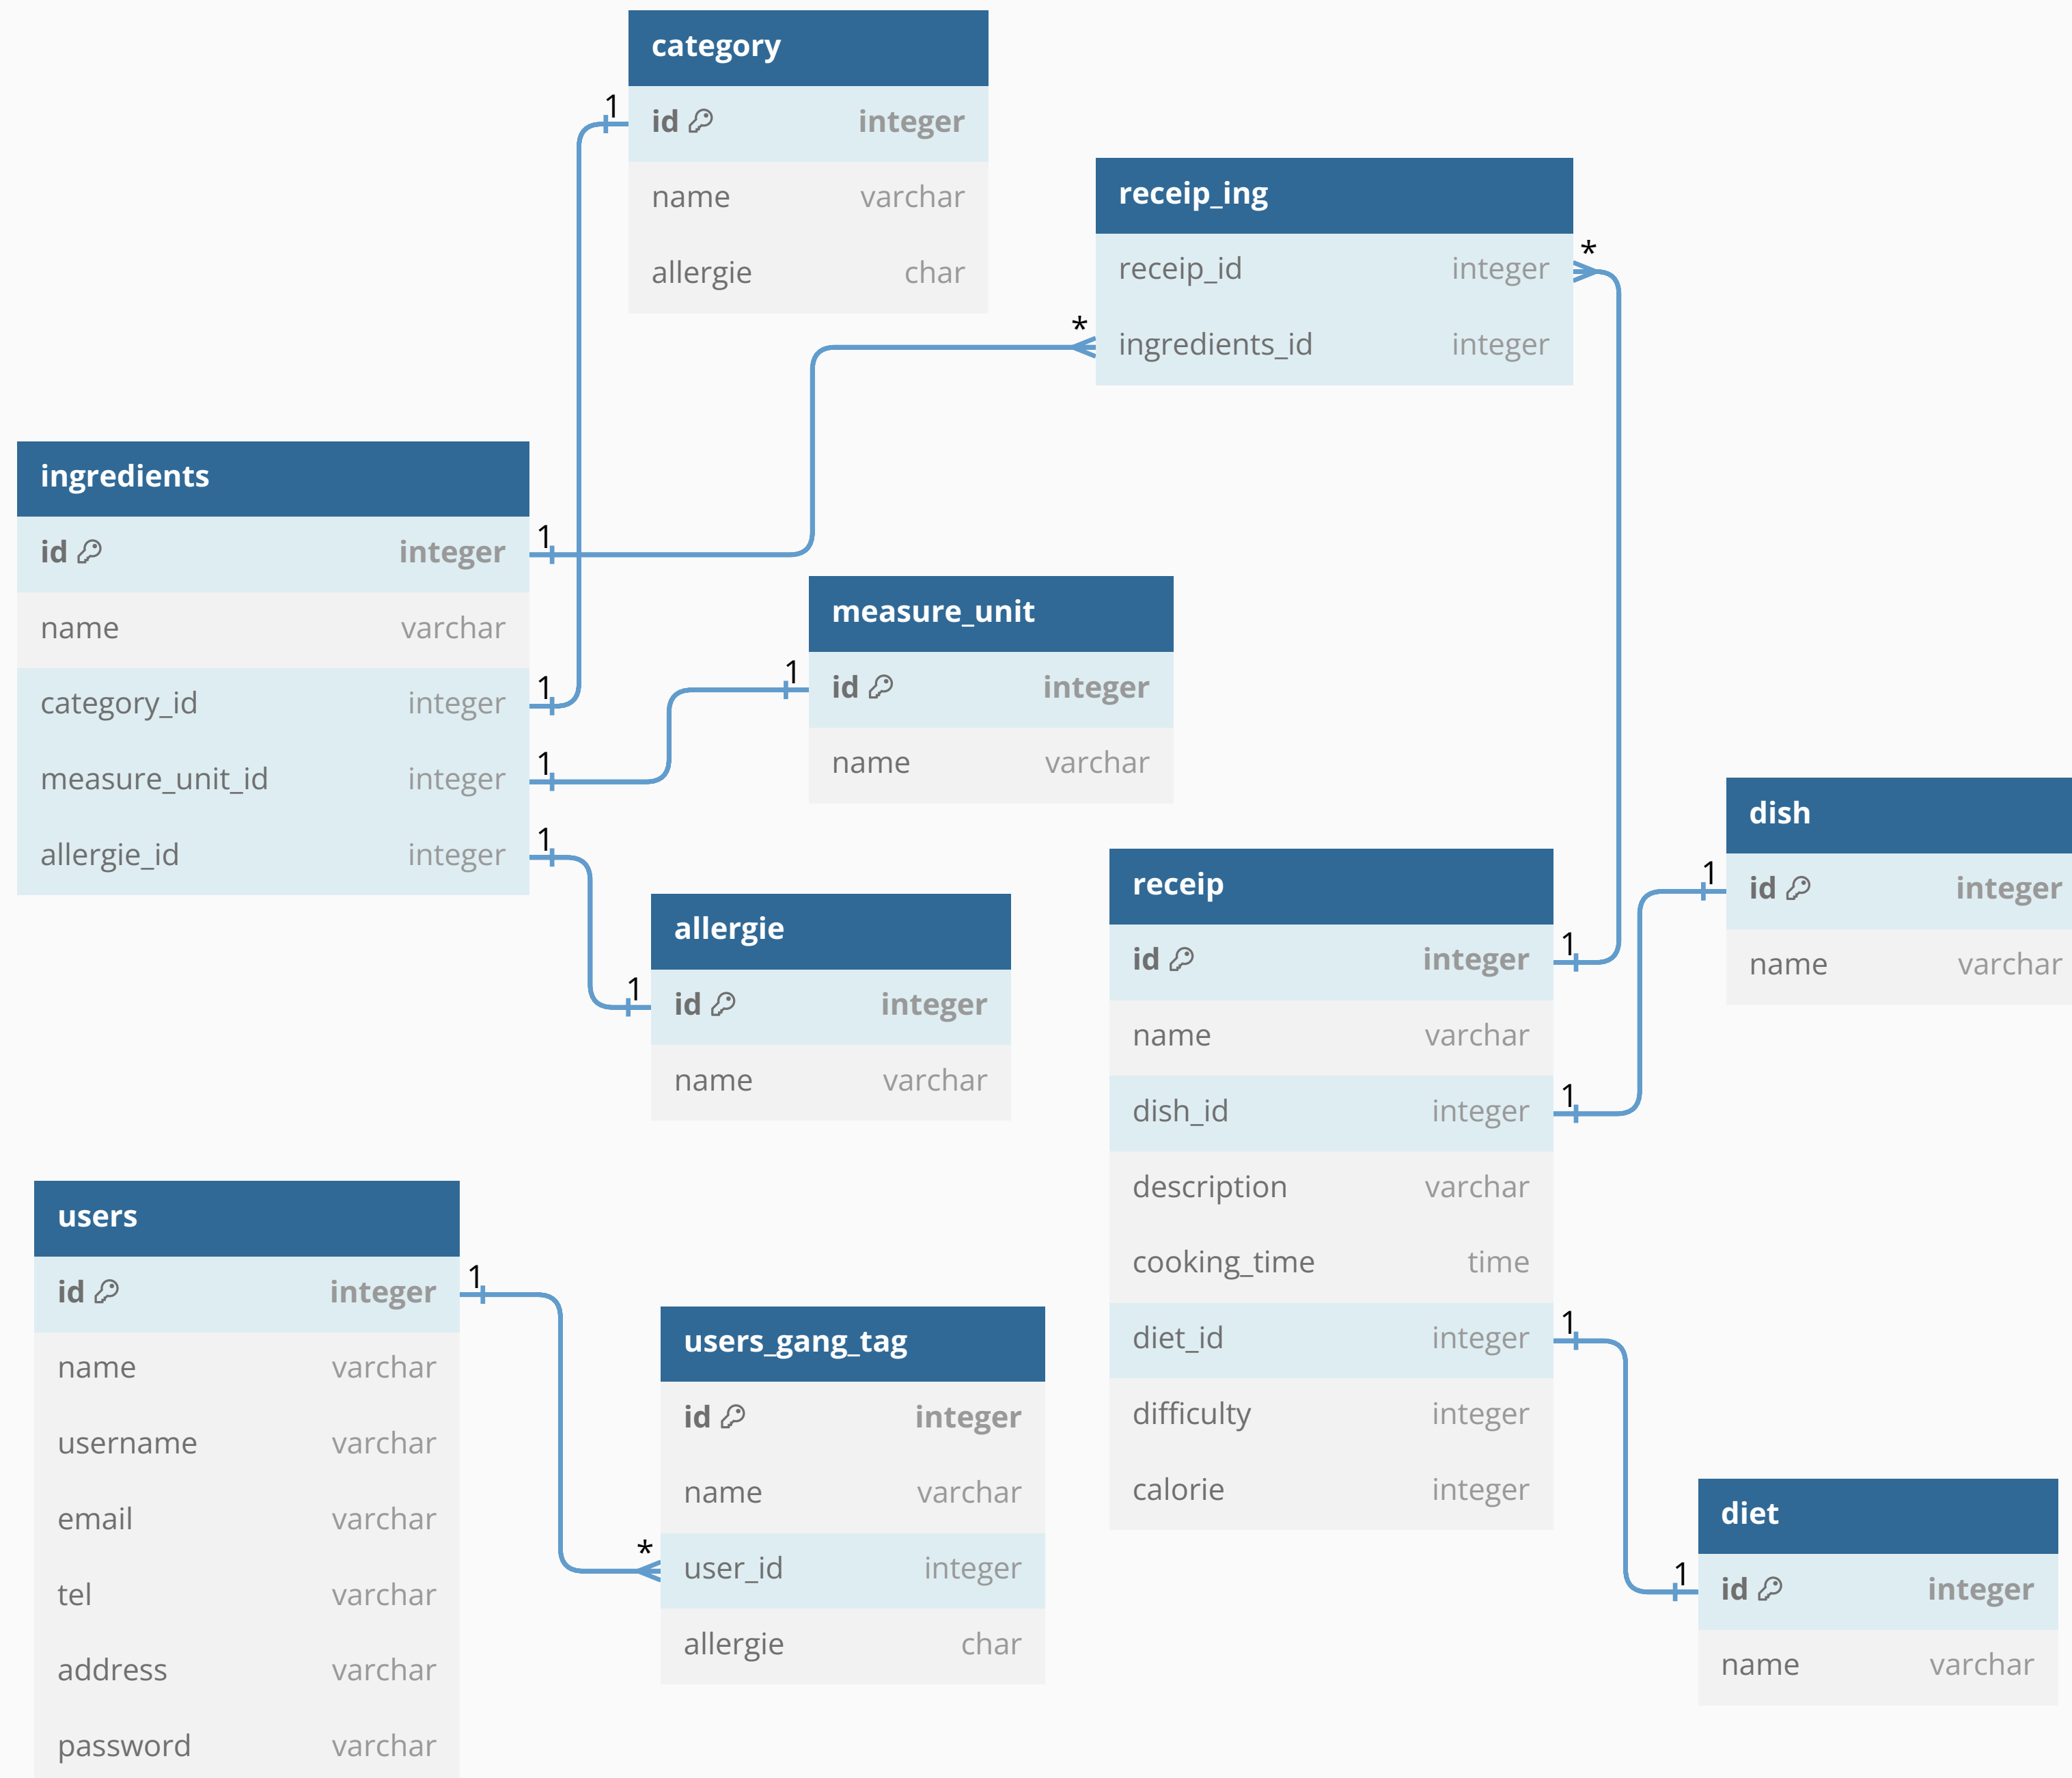 category
id integer
name varchar
allergie char
receip_ing
receip_id integer
ingredients_id integer
ingredients
id integer
name varchar
category_id integer
measure_unit_id integer
allergie_id integer
measure_unit
id integer
name varchar
allergie
id integer
name varchar
receip
id integer
name varchar
dish_id integer
description varchar
cooking_time time
diet_id integer
difficulty integer
calorie integer
dish
id integer
name varchar
users
id integer
name varchar
username varchar
email varchar
tel varchar
address varchar
password varchar
users_gang_tag
id integer
name varchar
user_id integer
allergie char
diet
id integer
name varchar
1
1
1
*
1
1
1
1
1
*
1
1
1
1
1
1
*